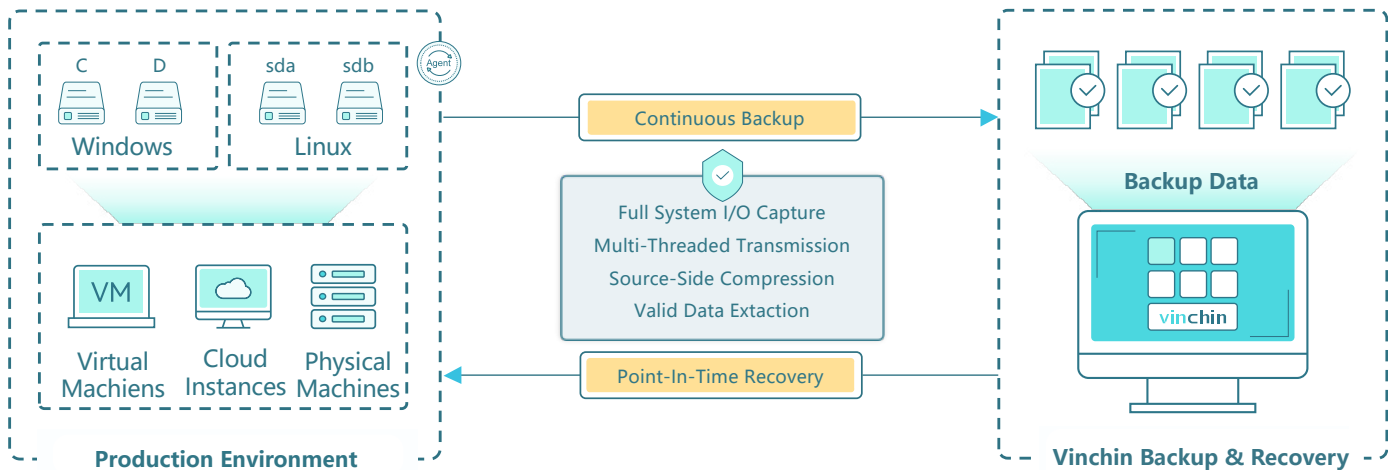 C
D
Windows
sda
sdb
Linux
Agent
VM
Virtual
Machiens
Cloud
Instances
Physical
Machines
Production Environment
Continuous Backup
Full System I/O Capture
Multi-Threaded Transmission
Source-Side Compression
Valid Data Extaction
Point-In-Time Recovery
Backup Data
vinchin
Vinchin Backup & Recovery